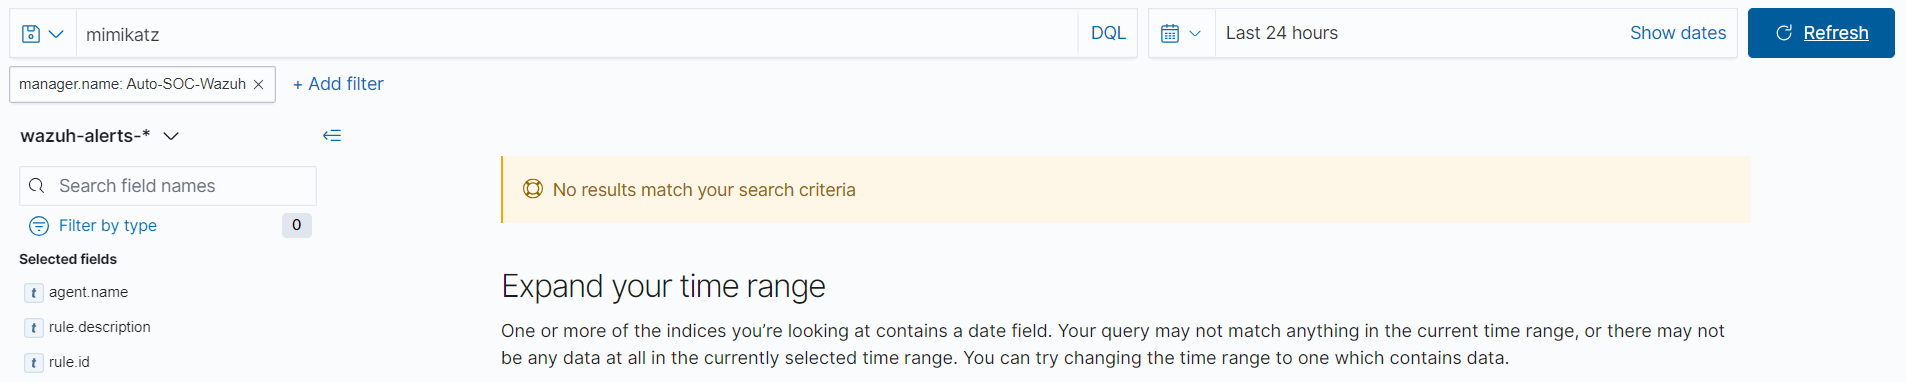 mimikatz DQL Last 24 hours Show dates Refresh
manager.name: Auto-SOC-Wazuh × + Add filter
wazuh-alerts-*
Search field names
Filter by type 0
Selected fields
t agent.name
t rule.description
t rule.id
No results match your search criteria
Expand your time range
One or more of the indices you’re looking at contains a date field. Your query may not match anything in the current time range, or there may not
be any data at all in the currently selected time range. You can try changing the time range to one which contains data.